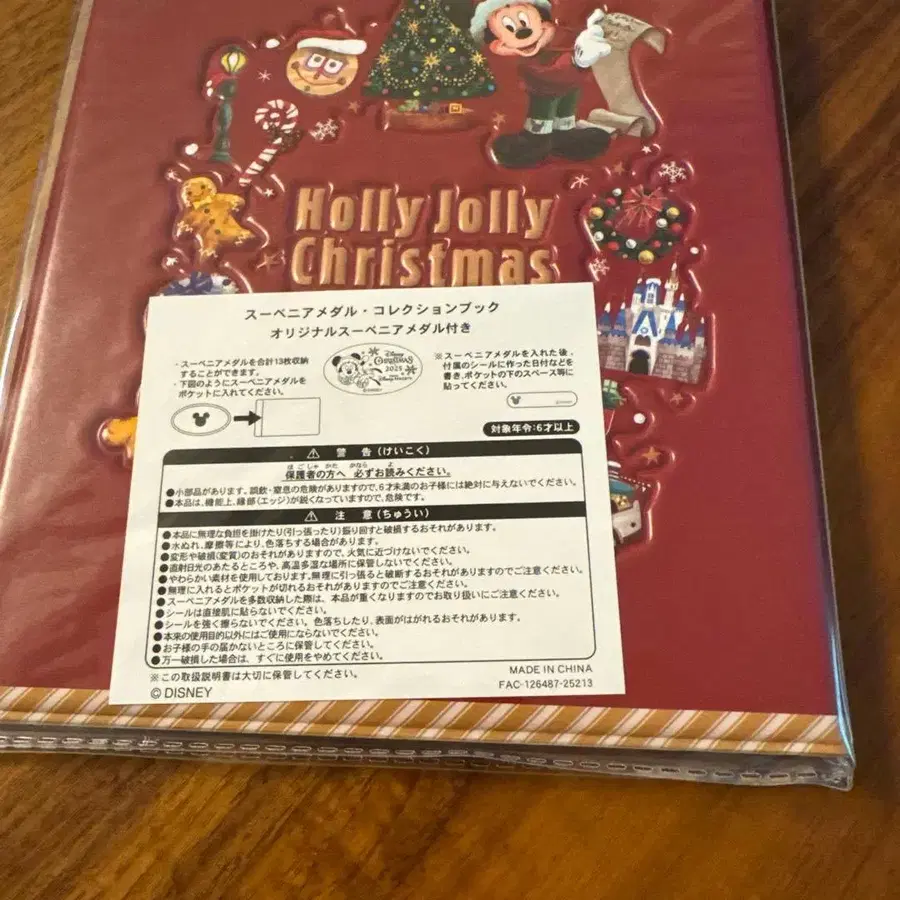 Holly Jolly
Christmas
スーベニアメダル・コレクションブック
オリジナルスーベニアメダル付き
・スーベニアメダルを合計13枚収納
することができます。
・下図のようにスーベニアメダルを
ポケットに入れてください。
Disney
CHRISTMAS
2025
※スーベニアメダルを入れた後、
付属のシールに作った日付などを
書き、ポケットの下のスペース等に
貼ってください。
対象年令:6才以上
⚠ 警 告 (けいこく)
ほごしゃ かた かなら よ
保護者の方へ 必ずお読みください。
●小部品があります。誤飲・窒息の危険がありますので、6才未満のお子様には絶対に与えないでください。
●本品は、機能上、縁部(エッジ)が鋭くなっていますので、危険です。
⚠ 注 意 (ちゅうい)
●本品に無理な負担を掛けたり(引っ張ったり)振り回すと破損するおそれがあります。
●水ぬれ、摩擦等により、色落ちする場合があります。
●変形や破損(変質)のおそれがありますので、火気に近づけないでください。
●直射日光のあたるところや、高温多湿な場所に保管しないでください。
●やわらかい素材を使用しております。無理に引っ張ると破断するおそれがありますのでご注意ください。
●無理に入れるとポケットが切れるおそれがありますのでご注意ください。
●スーベニアメダルを多数収納した際は、本品が重くなりますのでお取り扱いにご注意ください。
●シールは直接肌に貼らないでください。
●シールを強く擦らないでください。色落ちしたり、表面がはがれるおそれがあります。
●本来の使用目的以外にはご使用にならないでください。
●お子様の手の届かないところに保管してください。
●万一破損した場合は、すぐに使用をやめてください。
※この取扱説明書は大切に保管してください。
© DISNEY
MADE IN CHINA
FAC-126487-25213